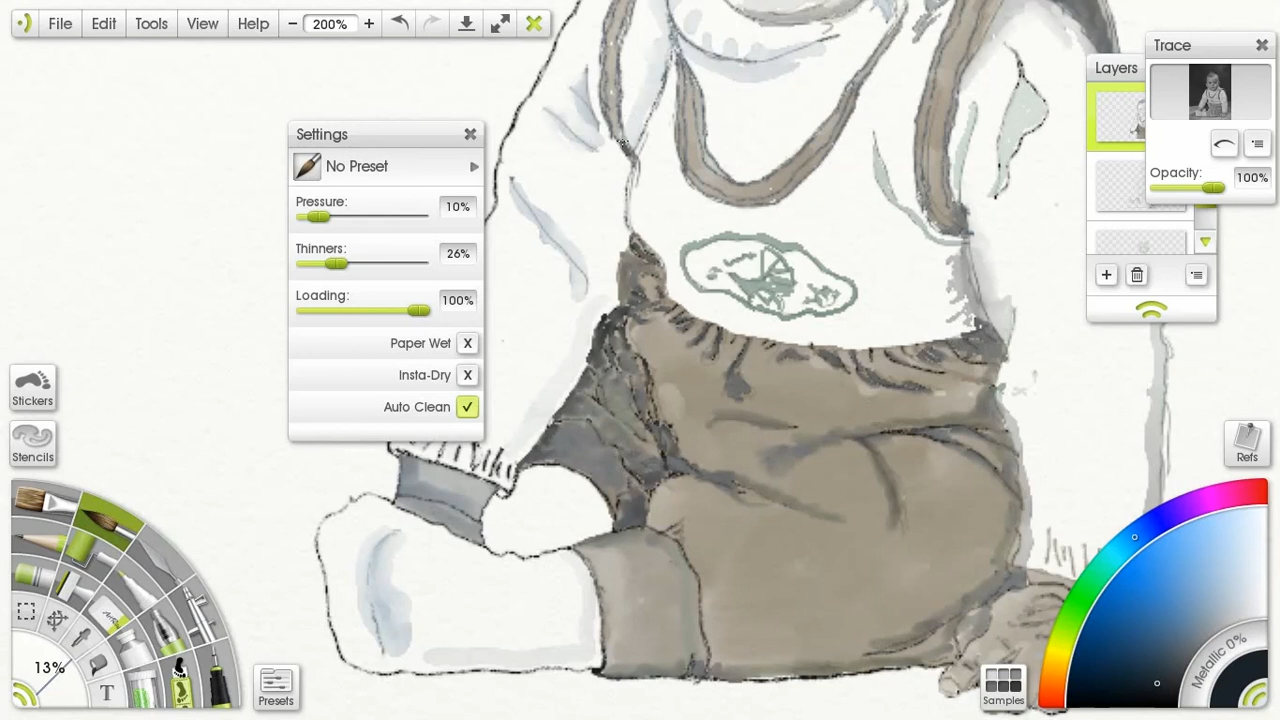 File Edit Tools View Help − 200% +
Trace
Layers
Settings
No Preset
Opacity:
100%
Pressure:
10%
Thinners:
26%
Loading:
100%
Paper Wet X
Insta-Dry X
Auto Clean ✓
Stickers
Stencils
Refs
13%
T
Presets
Samples
Metallic 0%